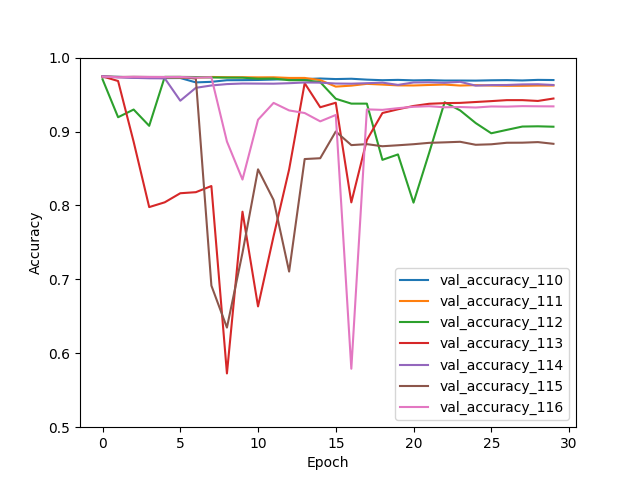 1.0
0.9
0.8
0.7
0.6
0.5
Accuracy
val_accuracy_110
val_accuracy_111
val_accuracy_112
val_accuracy_113
val_accuracy_114
val_accuracy_115
val_accuracy_116
0 5 10 15 20 25 30
Epoch